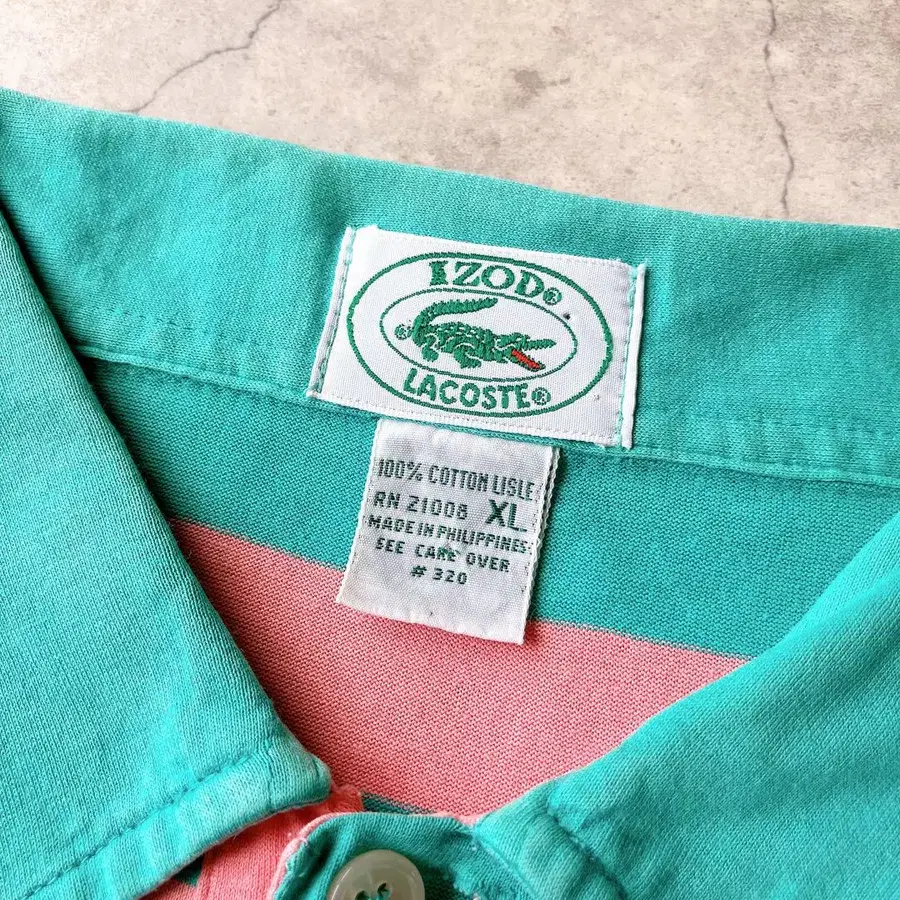 IZOD®
®
LACOSTE®
100% COTTON LISLE
RN 21008 XL
MADE IN PHILIPPINES
SEE CARE OVER
# 320